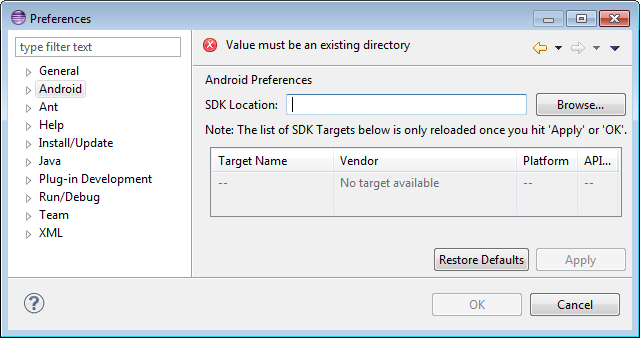 Preferences
type filter text
General
Android
Ant
Help
Install/Update
Java
Plug-in Development
Run/Debug
Team
XML
Value must be an existing directory
Android Preferences
SDK Location:
Browse...
Note: The list of SDK Targets below is only reloaded once you hit 'Apply' or 'OK'.
Target Name Vendor Platform API...
-- No target available -- --
Restore Defaults Apply
? OK Cancel